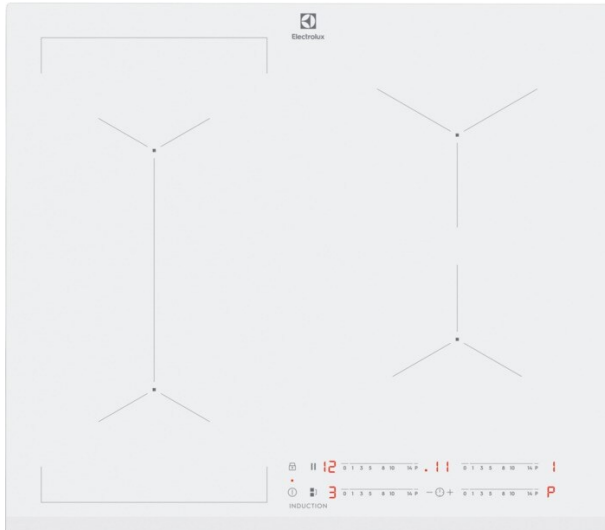 Electrolux
12 0 1 3 5 8 10 14 P .11 0 1 3 5 8 10 14 P 1
3 0 1 3 5 8 10 14 P − + 0 1 3 5 8 10 14 P P
INDUCTION